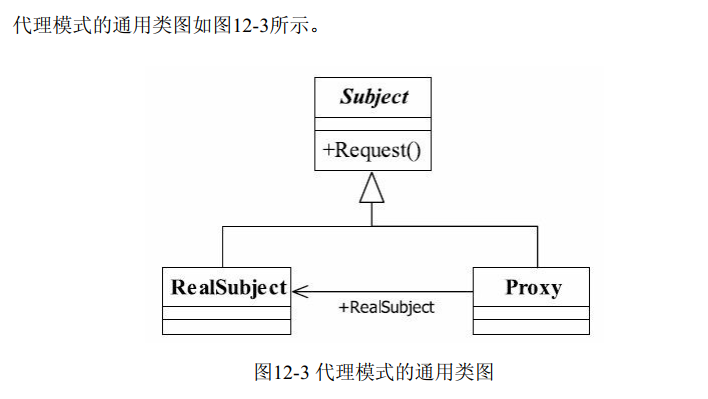 代理模式的通用类图如图12-3所示。
Subject
+Request()
RealSubject
Proxy
+RealSubject
图12-3 代理模式的通用类图